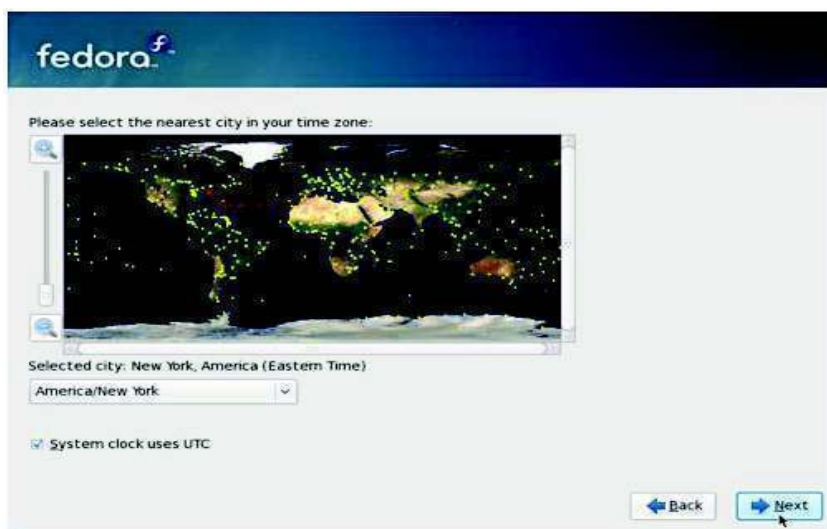 fedora
Please select the nearest city in your time zone:
Selected city: New York, America (Eastern Time)
America/New York
System clock uses UTC
Back
Next